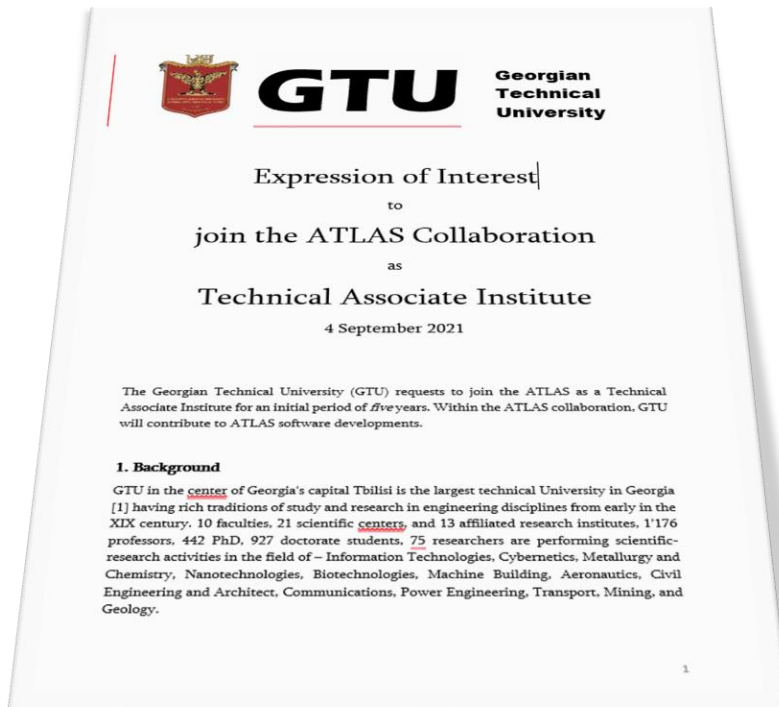 GTU
Georgian
Technical
University
Expression of Interest
to
join the ATLAS Collaboration
as
Technical Associate Institute
4 September 2021
The Georgian Technical University (GTU) requests to join the ATLAS as a Technical
Associate Institute for an initial period of five years. Within the ATLAS collaboration, GTU
will contribute to ATLAS software developments.
1. Background
GTU in the center of Georgia's capital Tbilisi is the largest technical University in Georgia
[1] having rich traditions of study and research in engineering disciplines from early in the
XIX century. 10 faculties, 21 scientific centers, and 13 affiliated research institutes, 1'176
professors, 442 PhD, 927 doctorate students, 75 researchers are performing scientific-
research activities in the field of – Information Technologies, Cybernetics, Metallurgy and
Chemistry, Nanotechnologies, Biotechnologies, Machine Building, Aeronautics, Civil
Engineering and Architect, Communications, Power Engineering, Transport, Mining, and
Geology.
1